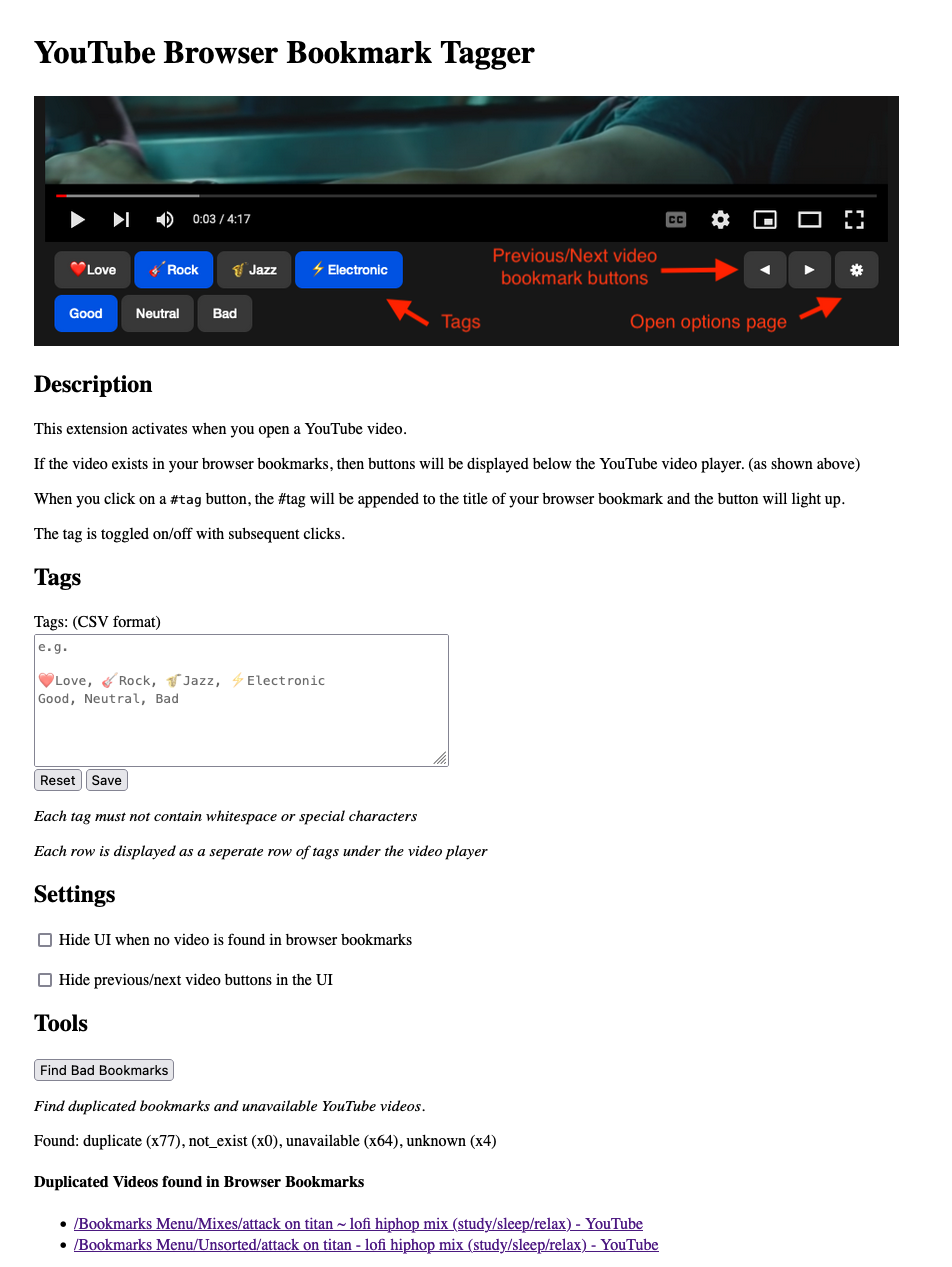 YouTube Browser Bookmark Tagger
0:03 / 4:17
CC
❤️Love 🎸Rock 🎷Jazz ⚡Electronic
Previous/Next video
bookmark buttons
Good Neutral Bad
Tags
Open options page
Description
This extension activates when you open a YouTube video.
If the video exists in your browser bookmarks, then buttons will be displayed below the YouTube video player. (as shown above)
When you click on a #tag button, the #tag will be appended to the title of your browser bookmark and the button will light up.
The tag is toggled on/off with subsequent clicks.
Tags
Tags: (CSV format)
e.g.
❤️Love, 🎸Rock, 🎷Jazz, ⚡Electronic
Good, Neutral, Bad
Reset Save
Each tag must not contain whitespace or special characters
Each row is displayed as a seperate row of tags under the video player
Settings
Hide UI when no video is found in browser bookmarks
Hide previous/next video buttons in the UI
Tools
Find Bad Bookmarks
Find duplicated bookmarks and unavailable YouTube videos.
Found: duplicate (x77), not_exist (x0), unavailable (x64), unknown (x4)
Duplicated Videos found in Browser Bookmarks
/Bookmarks Menu/Mixes/attack on titan ~ lofi hiphop mix (study/sleep/relax) - YouTube
/Bookmarks Menu/Unsorted/attack on titan - lofi hiphop mix (study/sleep/relax) - YouTube